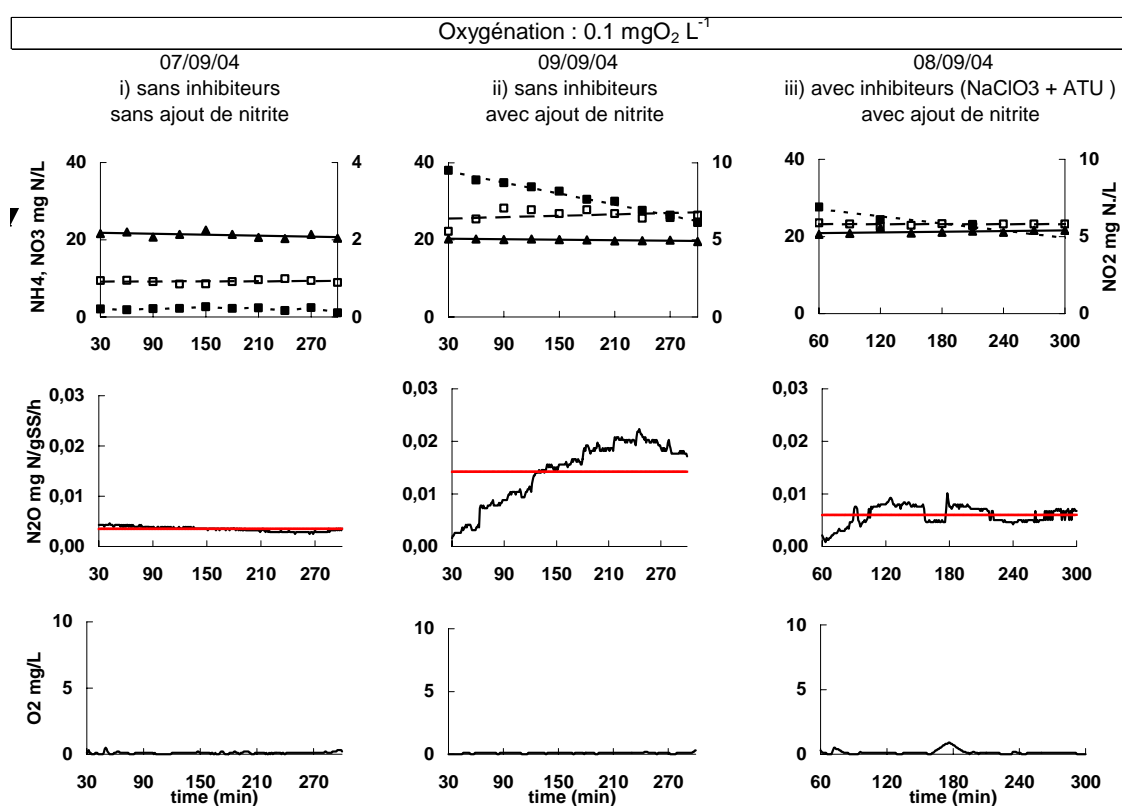 Oxygénation : 0.1 mgO2 L-1
07/09/04 09/09/04 08/09/04
i) sans inhibiteurs ii) sans inhibiteurs iii) avec inhibiteurs (NaClO3 + ATU )
sans ajout de nitrite avec ajout de nitrite avec ajout de nitrite
NH4, NO3 mg N/L
40 4 40 10 40 10
20 2 20 5 20 5
0 0 0 0 0 0
NO2 mg N./L
30 90 150 210 270 30 90 150 210 270 60 120 180 240 300
N2O mg N/gSS/h
0,03 0,03 0,03
0,02 0,02 0,02
0,01 0,01 0,01
0,00 0,00 0,00
30 90 150 210 270 30 90 150 210 270 60 120 180 240 300
O2 mg/L
10 10 10
5 5 5
0 0 0
30 90 150 210 270 30 90 150 210 270 60 120 180 240 300
time (min) time (min) time (min)